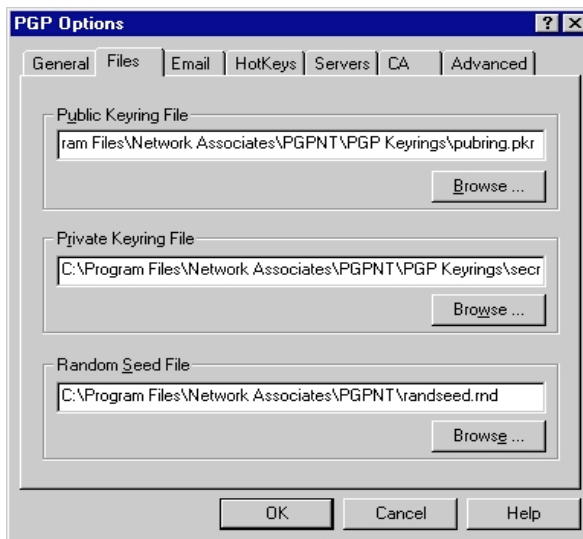 PGP Options
General Files Email HotKeys Servers CA Advanced
Public Keyring File
ram Files\Network Associates\PGPNT\PGP Keyrings\pubring.pkr
Browse ...
Private Keyring File
C:\Program Files\Network Associates\PGPNT\PGP Keyrings\secr
Browse ...
Random Seed File
C:\Program Files\Network Associates\PGPNT\randseed.rnd
Browse ...
OK Cancel Help